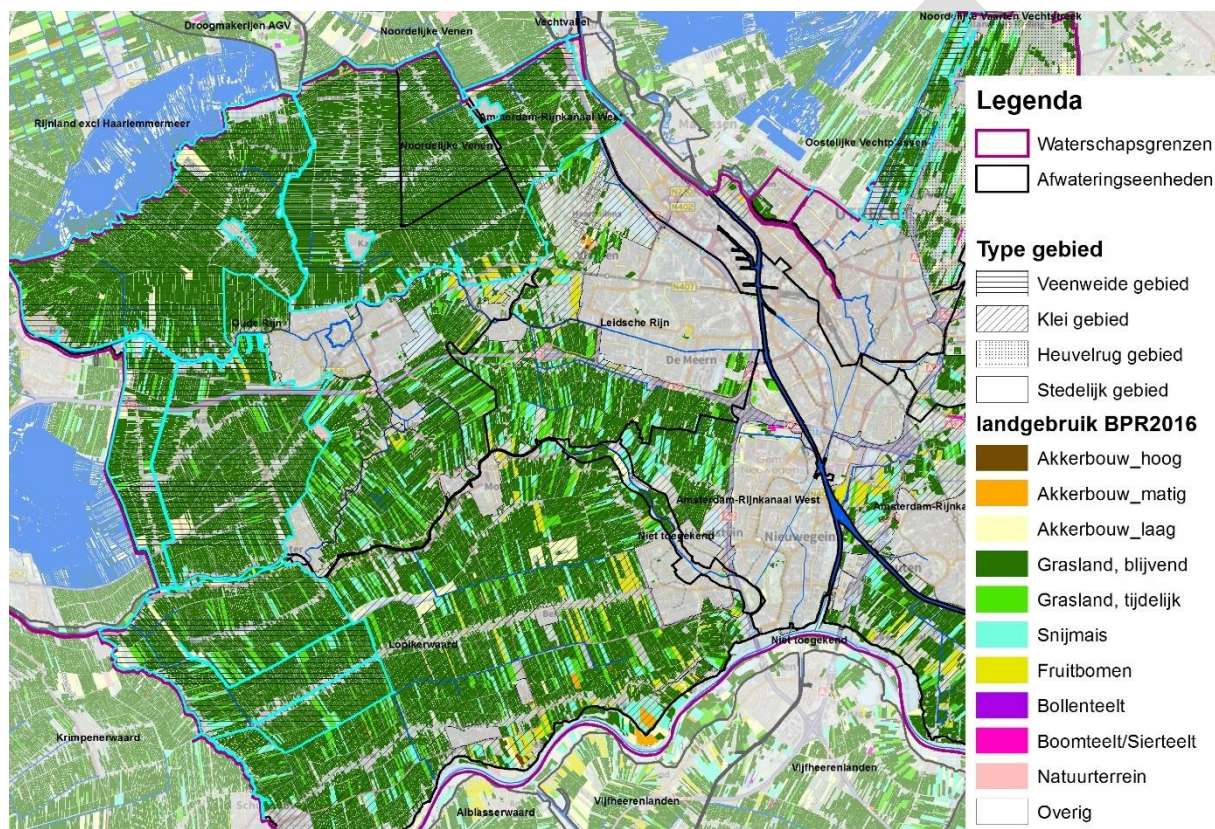 Droogmakerijen AGV
Noordelijke Venen
Vechtvallei
Rijnland excl Haarlemmermeer
Amsterdam-Rijnkanaal West
Noordelijke Venen
Oostelijke Vechtplassen
N402
Oude Rijn
N407
Leidsche Rijn
De Meern
Amsterdam-Rijnkanaal West
Niet toegekend
Nieuwegein
Niet toegekend
Lopikerwaard
Krimpenerwaard
Alblasserwaard
Vijfheerenlanden
Vijfheerenlanden
Legenda
Waterschapsgrenzen
Afwateringseenheden
Type gebied
Veenweide gebied
Klei gebied
Heuvelrug gebied
Stedelijk gebied
landgebruik BPR2016
Akkerbouw_hoog
Akkerbouw_matig
Akkerbouw_laag
Grasland, blijvend
Grasland, tijdelijk
Snijmais
Fruitbomen
Bollenteelt
Boomteelt/Sierteelt
Natuurterrein
Overig